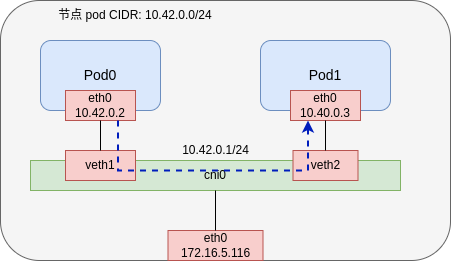 节点 pod CIDR: 10.42.0.0/24
Pod0
Pod1
eth0
10.42.0.2
eth0
10.40.0.3
10.42.0.1/24
veth1
veth2
cni0
eth0
172.16.5.116